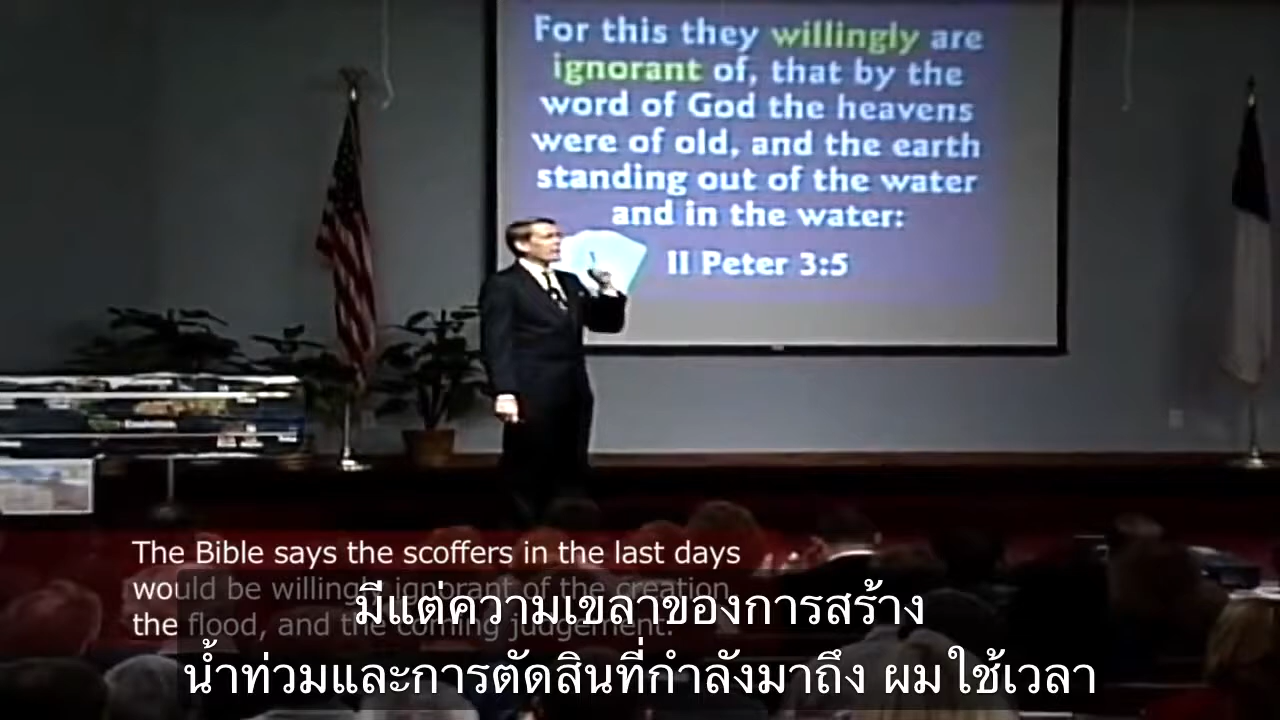 For this they willingly are
ignorant of, that by the
word of God the heavens
were of old, and the earth
standing out of the water
and in the water:
II Peter 3:5
The Bible says the scoffers in the last days
would be willingly ignorant of the creation
the flood, and the coming judgement.
มีแต่ความเขลาของการสร้าง
น้ำท่วมและการตัดสินที่กำลังมาถึง ผมใช้เวลา